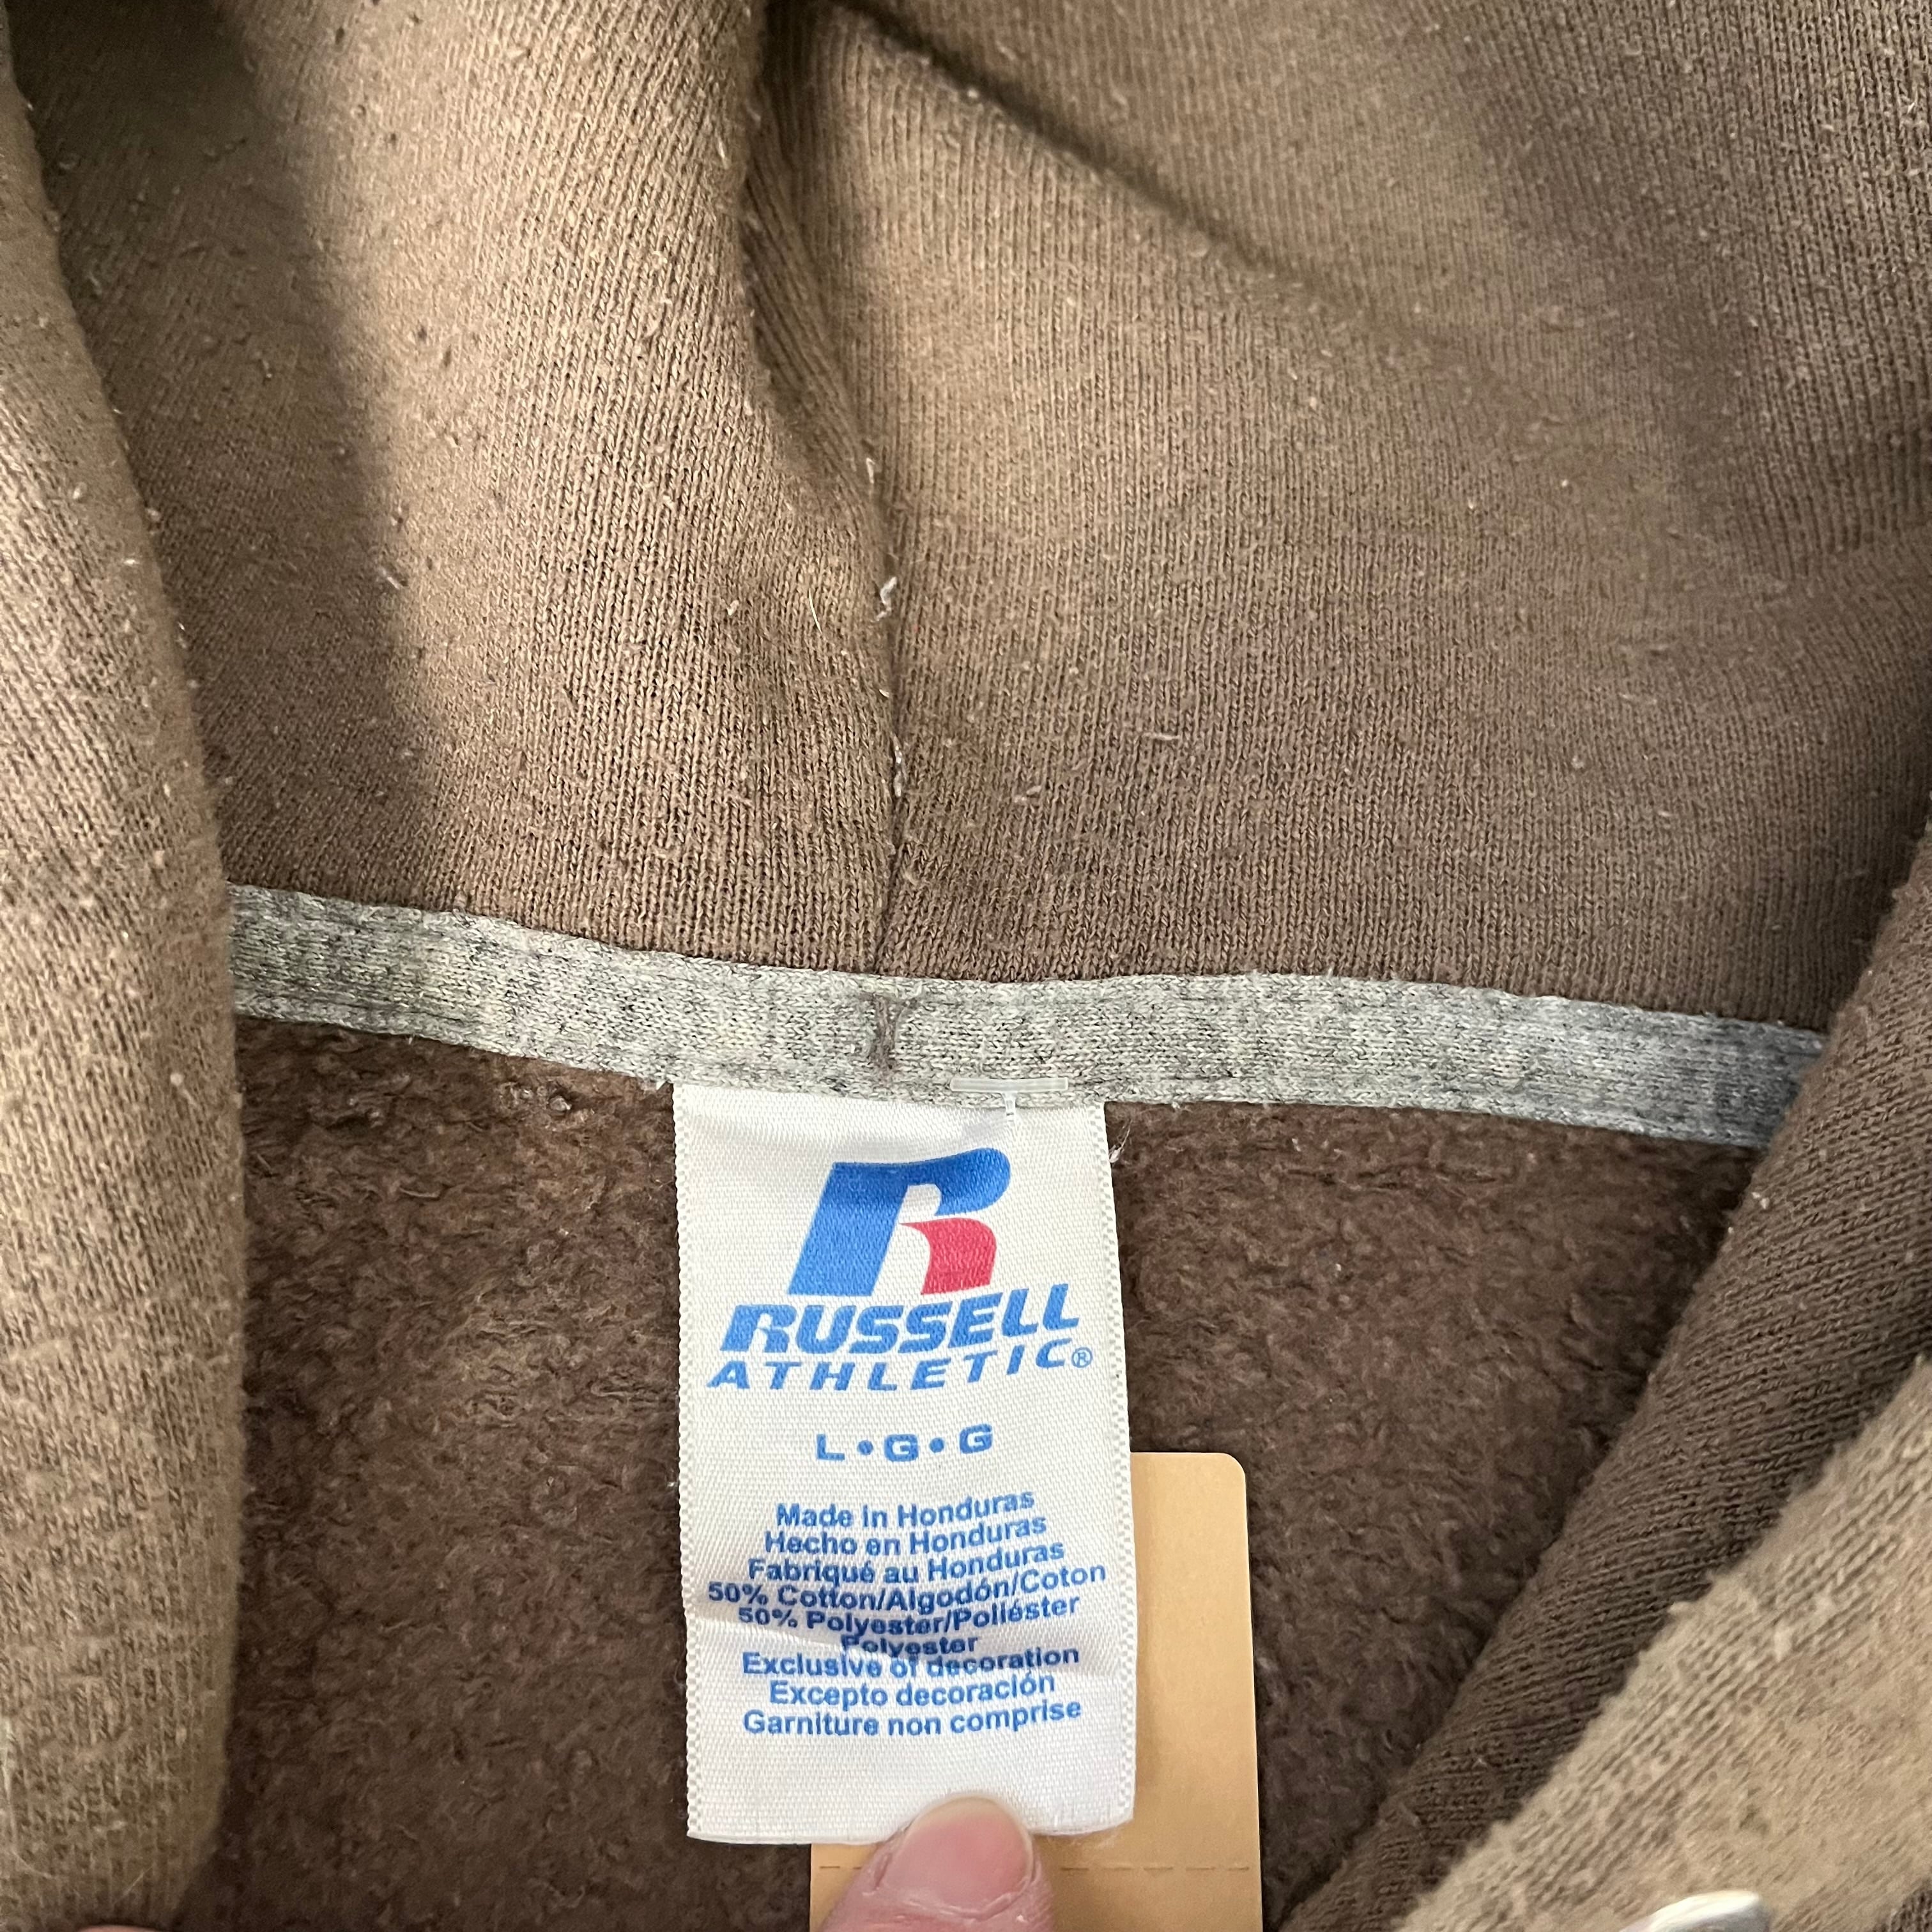 R
RUSSELL
ATHLETIC®
L•G•G
Made in Honduras
Hecho en Honduras
Fabriqué au Honduras
50% Cotton/Algodón/Coton
50% Polyester/Poliéster
Polyester
Exclusive of decoration
Excepto decoración
Garniture non comprise